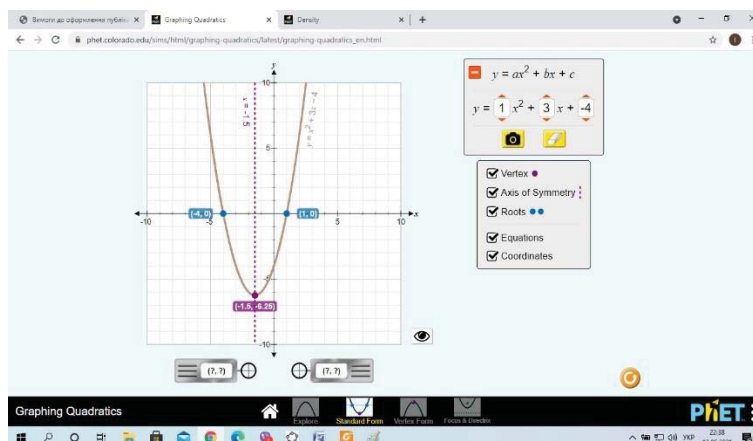 Вимоги до оформлення публік
Graphing Quadratics
Density
phet.colorado.edu/sims/html/graphing-quadratics/latest/graphing-quadratics_en.html
y
10
x = -1.5
y = x² + 3x − 4
5
(-4, 0)
(1, 0)
x
-10
-5
5
10
-5
(-1.5, -6.25)
-10
(?, ?)
(?, ?)
y = ax² + bx + c
y = 1 x² + 3 x + -4
Vertex
Axis of Symmetry
Roots
Equations
Coordinates
Graphing Quadratics
Explore
Standard Form
Vertex Form
Focus & Directrix
PhET
УКР
22:38